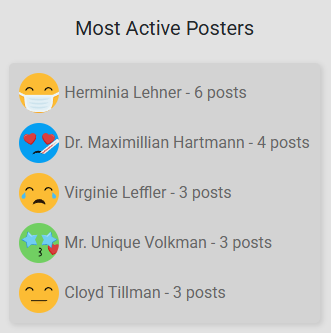 Most Active Posters
Herminia Lehner - 6 posts
Dr. Maximillian Hartmann - 4 posts
Virginie Leffler - 3 posts
Mr. Unique Volkman - 3 posts
Cloyd Tillman - 3 posts